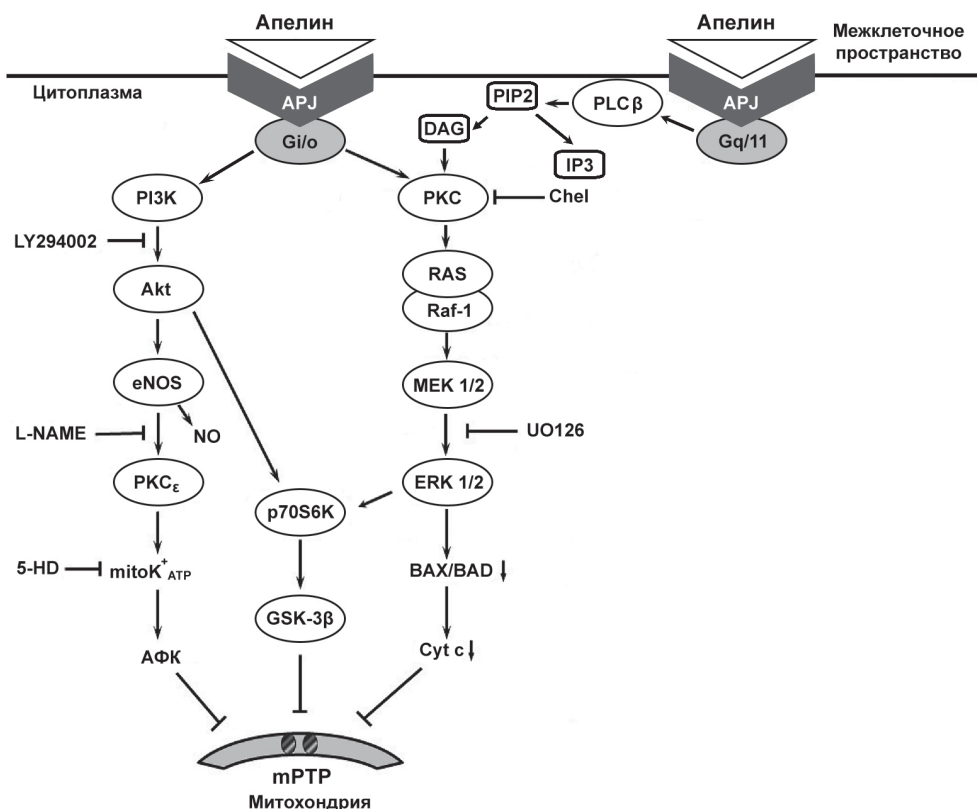 Апелин
Апелин
Межклеточное
пространство
Цитоплазма
APJ
APJ
PIP2
PLCβ
DAG
Gi/o
Gq/11
IP3
PI3K
PKC
Chel
LY294002
RAS
Akt
Raf-1
eNOS
MEK 1/2
L-NAME
NO
UO126
PKCε
ERK 1/2
p70S6K
5-HD
mitoK⁺ATP
BAX/BAD
GSK-3β
АФК
Cyt c
mPTP
Митохондрия